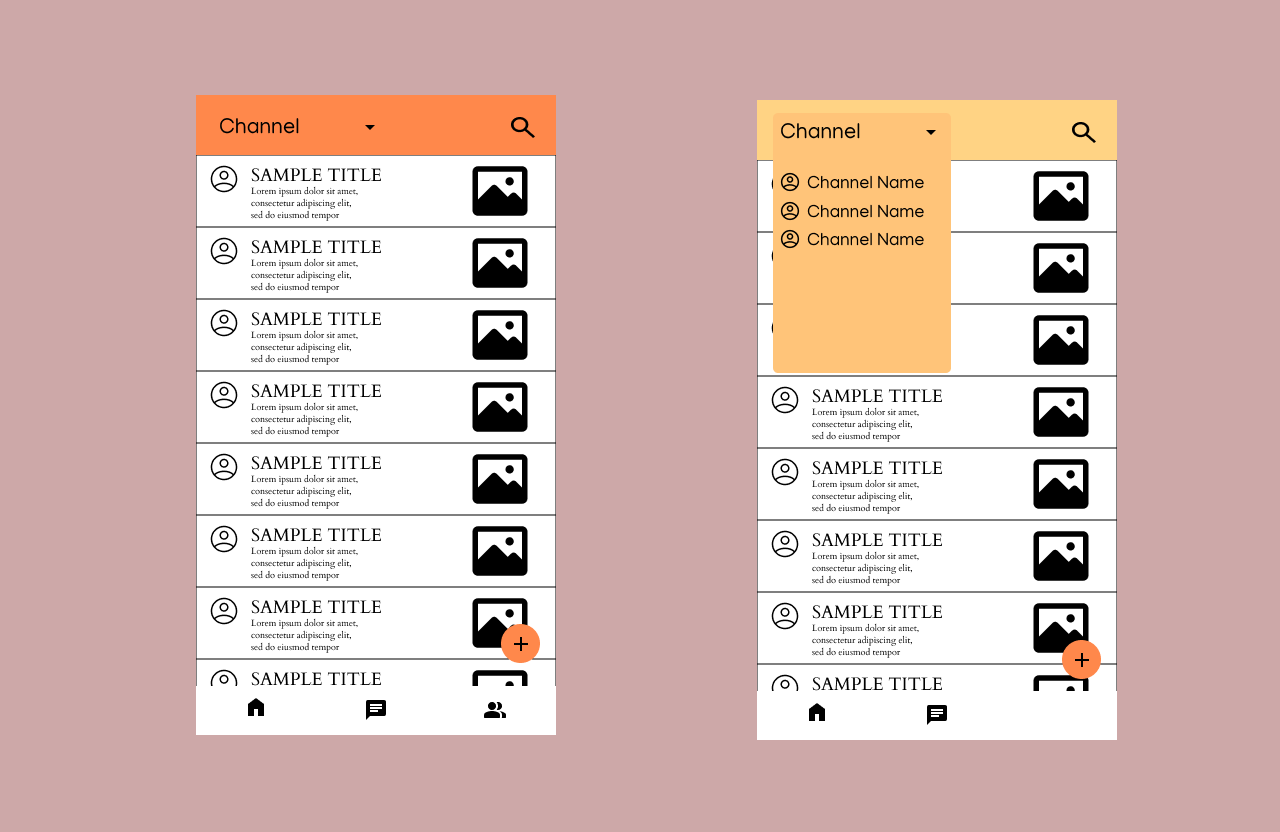 Channel
SAMPLE TITLE
Lorem ipsum dolor sit amet,
consectetur adipiscing elit,
sed do eiusmod tempor
SAMPLE TITLE
Lorem ipsum dolor sit amet,
consectetur adipiscing elit,
sed do eiusmod tempor
SAMPLE TITLE
Lorem ipsum dolor sit amet,
consectetur adipiscing elit,
sed do eiusmod tempor
SAMPLE TITLE
Lorem ipsum dolor sit amet,
consectetur adipiscing elit,
sed do eiusmod tempor
SAMPLE TITLE
Lorem ipsum dolor sit amet,
consectetur adipiscing elit,
sed do eiusmod tempor
SAMPLE TITLE
Lorem ipsum dolor sit amet,
consectetur adipiscing elit,
sed do eiusmod tempor
SAMPLE TITLE
Lorem ipsum dolor sit amet,
consectetur adipiscing elit,
sed do eiusmod tempor
SAMPLE TITLE
Channel
Channel Name
Channel Name
Channel Name
SAMPLE TITLE
Lorem ipsum dolor sit amet,
consectetur adipiscing elit,
sed do eiusmod tempor
SAMPLE TITLE
Lorem ipsum dolor sit amet,
consectetur adipiscing elit,
sed do eiusmod tempor
SAMPLE TITLE
Lorem ipsum dolor sit amet,
consectetur adipiscing elit,
sed do eiusmod tempor
SAMPLE TITLE
Lorem ipsum dolor sit amet,
consectetur adipiscing elit,
sed do eiusmod tempor
SAMPLE TITLE